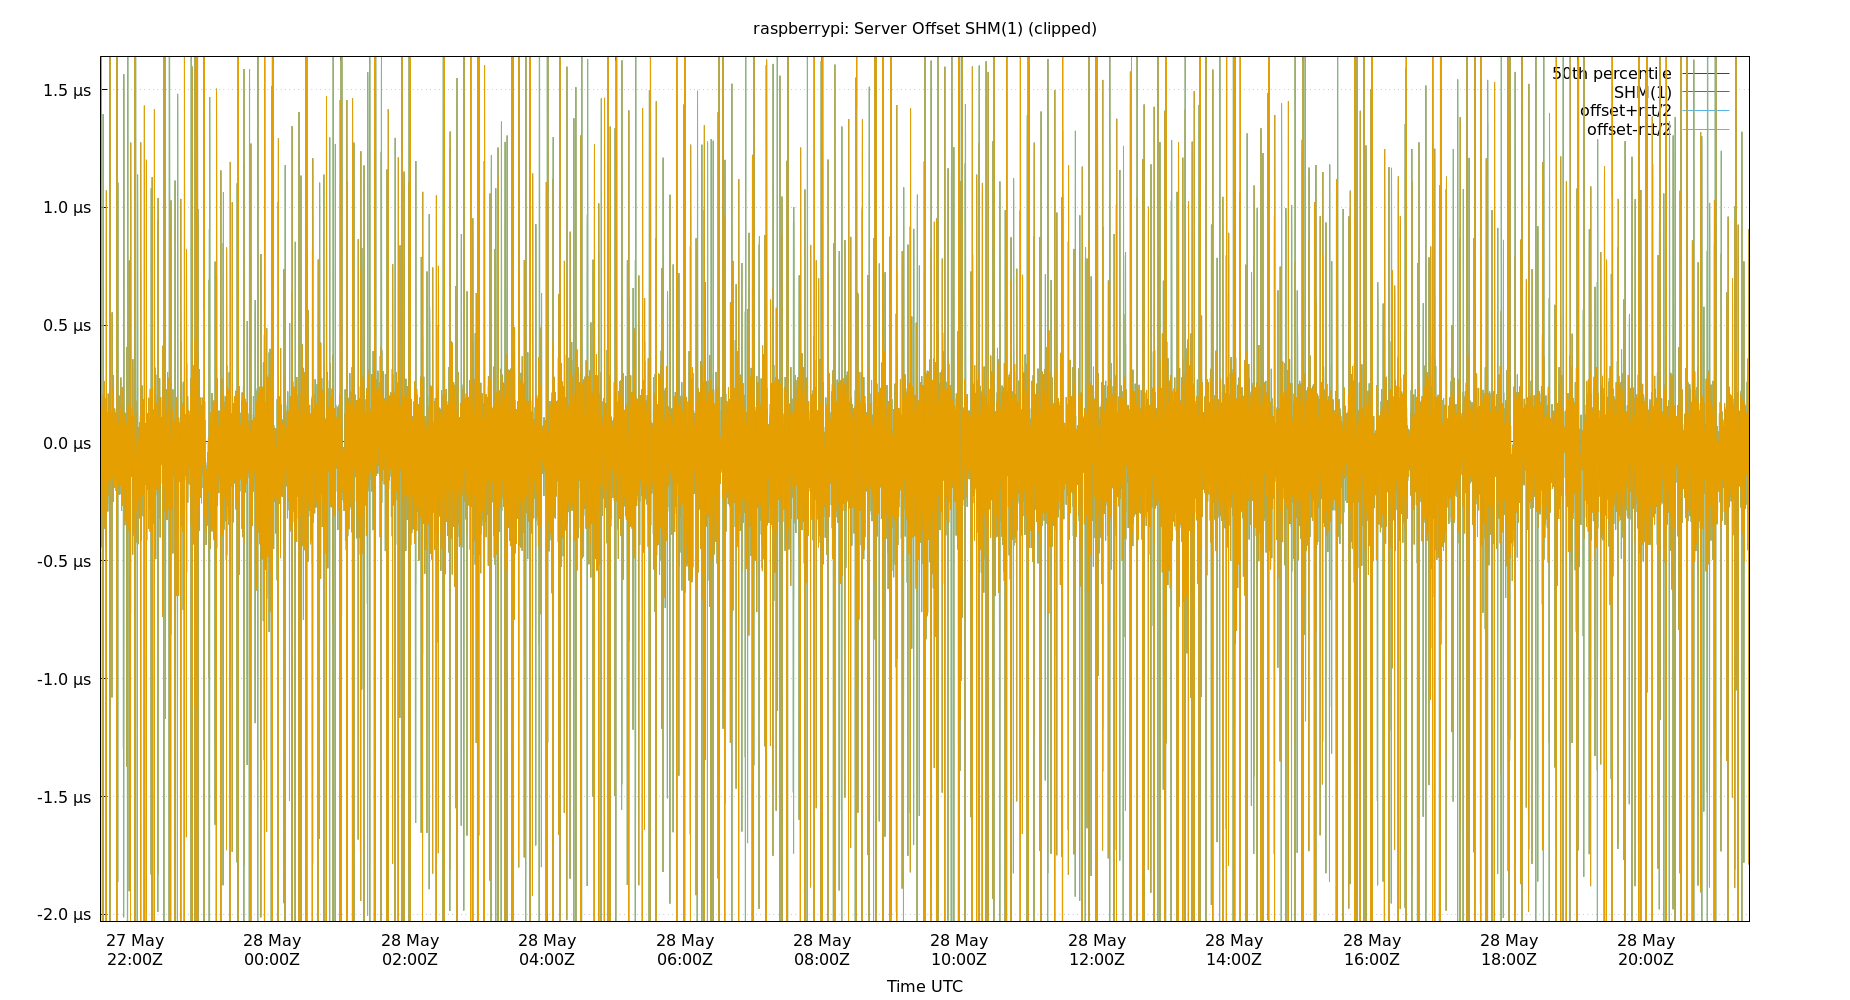 raspberrypi: Server Offset SHM(1) (clipped)
50th percentile
SHM(1)
offset+rtt/2
offset-rtt/2
1.5 µs
1.0 µs
0.5 µs
0.0 µs
-0.5 µs
-1.0 µs
-1.5 µs
-2.0 µs
27 May 28 May 28 May 28 May 28 May 28 May 28 May 28 May 28 May 28 May 28 May 28 May
22:00Z 00:00Z 02:00Z 04:00Z 06:00Z 08:00Z 10:00Z 12:00Z 14:00Z 16:00Z 18:00Z 20:00Z
Time UTC